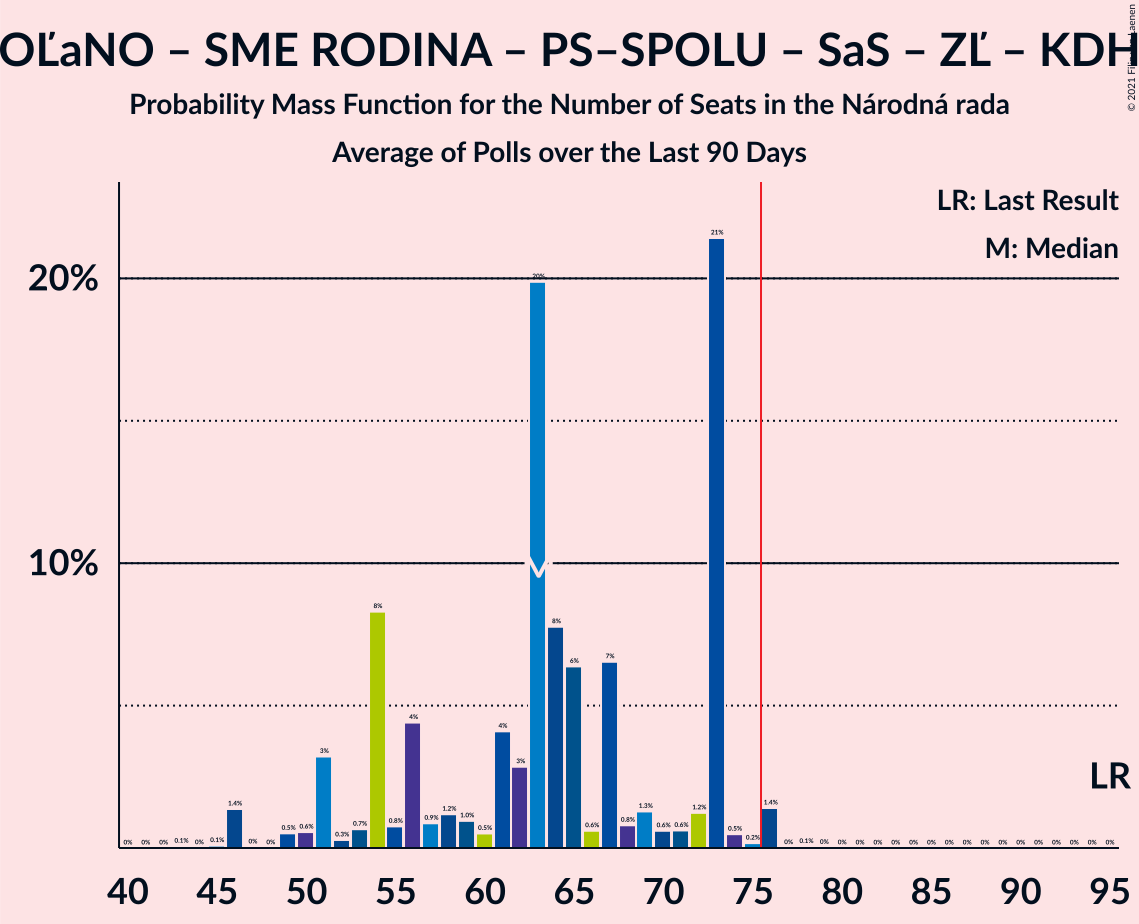 OĽaNO – SME RODINA – PS–SPOLU – SaS – ZĽ – KDH
Probability Mass Function for the Number of Seats in the Národná rada
Average of Polls over the Last 90 Days
© 2021 Filip Laenen
LR: Last Result
M: Median
20%
10%
0% 0% 0% 0.1% 0% 0.1% 1.4% 0% 0% 0.5% 0.6% 3% 0.3% 0.7% 8% 0.8% 4% 0.9% 1.2% 1.0% 0.5% 4% 3% 20% 8% 6% 0.6% 7% 0.8% 1.3% 0.6% 0.6% 1.2% 21% 0.5% 0.2% 1.4% 0% 0.1% 0% 0% 0% 0% 0% 0% 0% 0% 0% 0% 0% 0% 0% 0% 0% 0% 0%
M
LR
40 45 50 55 60 65 70 75 80 85 90 95